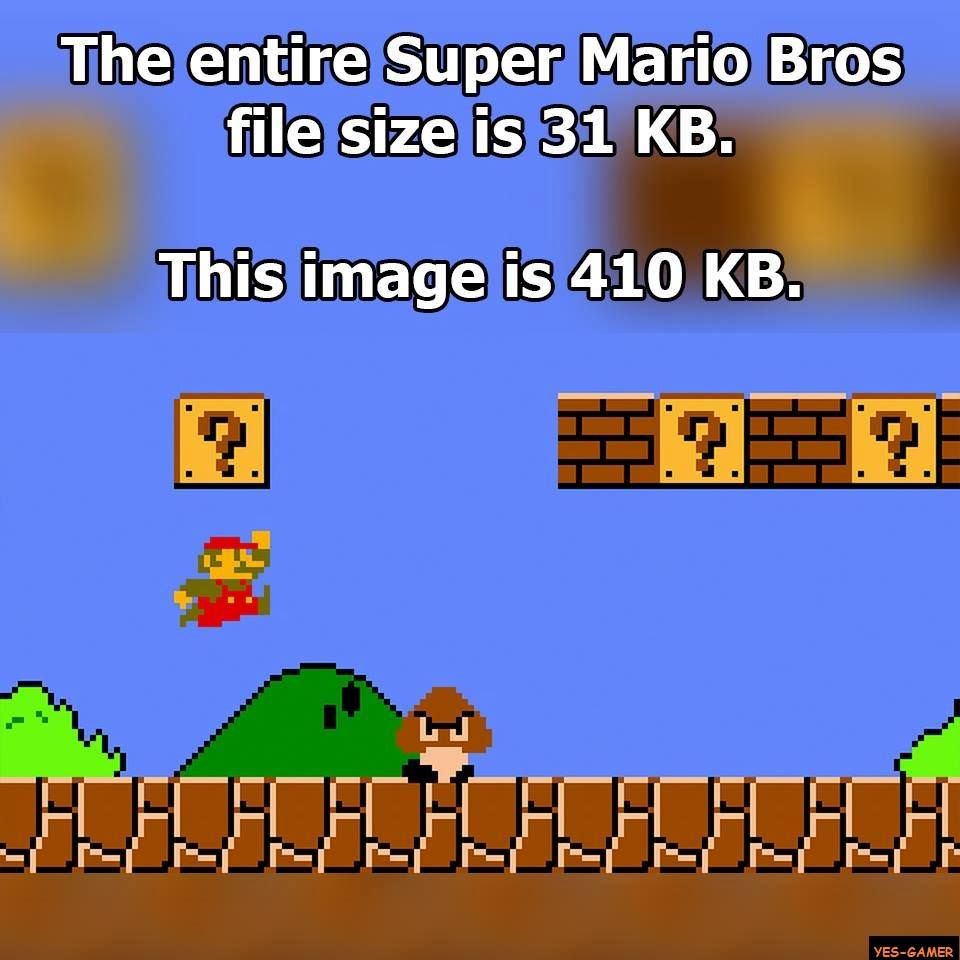 The entire Super Mario Bros
file size is 31 KB.
This image is 410 KB.
? ? ?
YES-GAMER